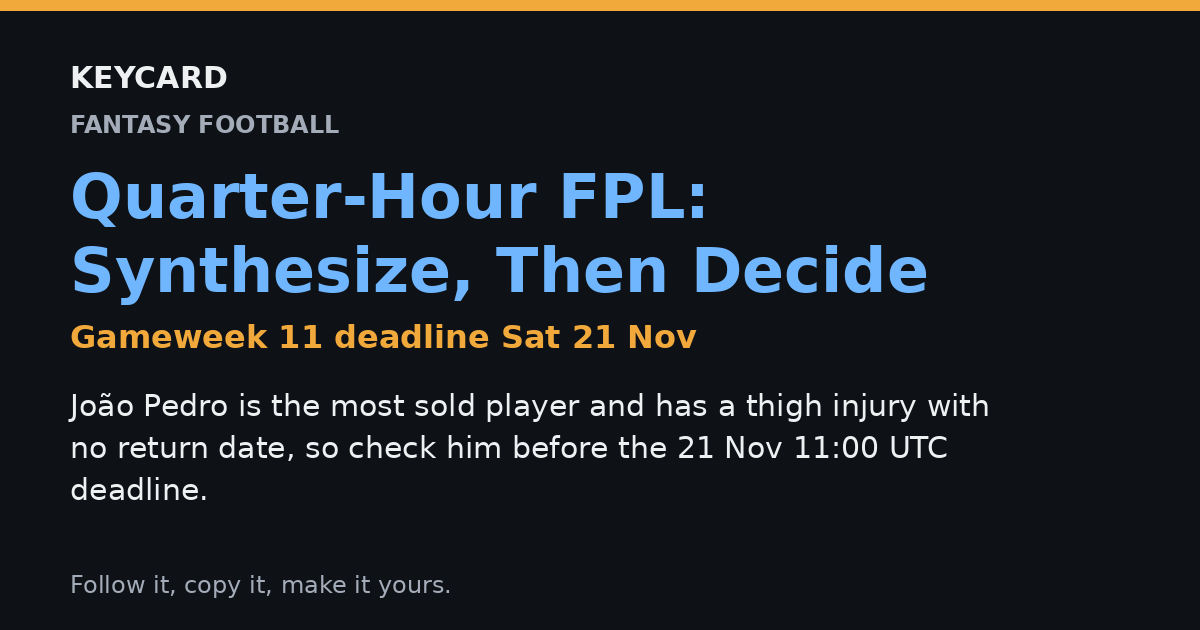 KEYCARD
FANTASY FOOTBALL
Quarter-Hour FPL:
Synthesize, Then Decide
Gameweek 11 deadline Sat 21 Nov
João Pedro is the most sold player and has a thigh injury with
no return date, so check him before the 21 Nov 11:00 UTC
deadline.
Follow it, copy it, make it yours.